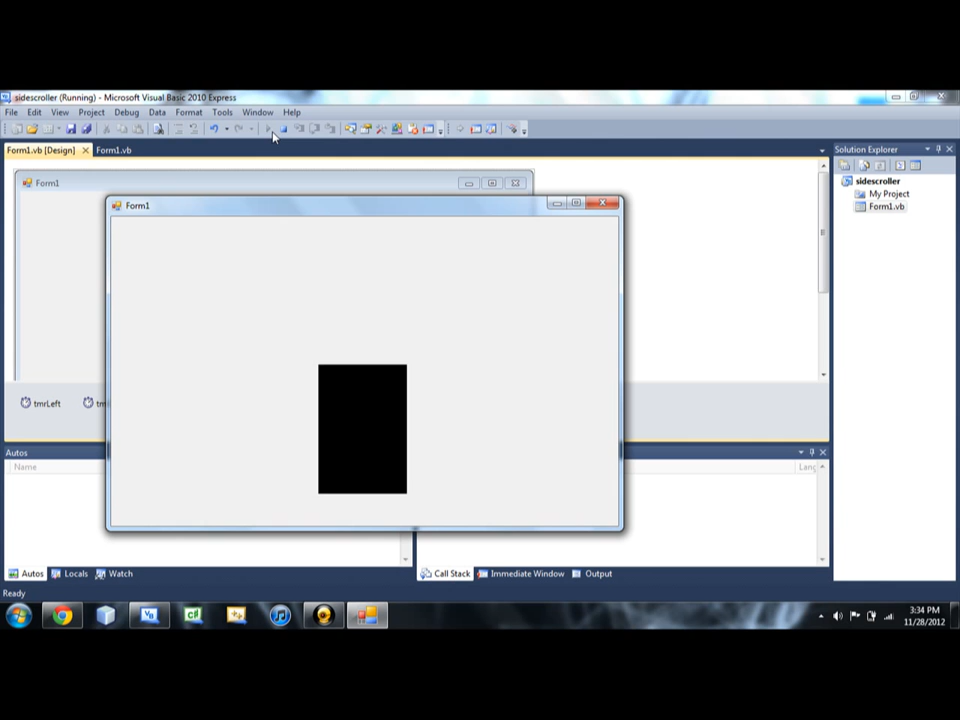 sidescroller (Running) - Microsoft Visual Basic 2010 Express
File Edit View Project Debug Data Format Tools Window Help
Form1.vb [Design] Form1.vb
Solution Explorer
Form1
sidescroller
My Project
Form1.vb
Form1
tmrLeft
Autos
Name
Lang
Autos Locals Watch
Call Stack Immediate Window Output
Ready
VB
C#
3:34 PM
11/28/2012